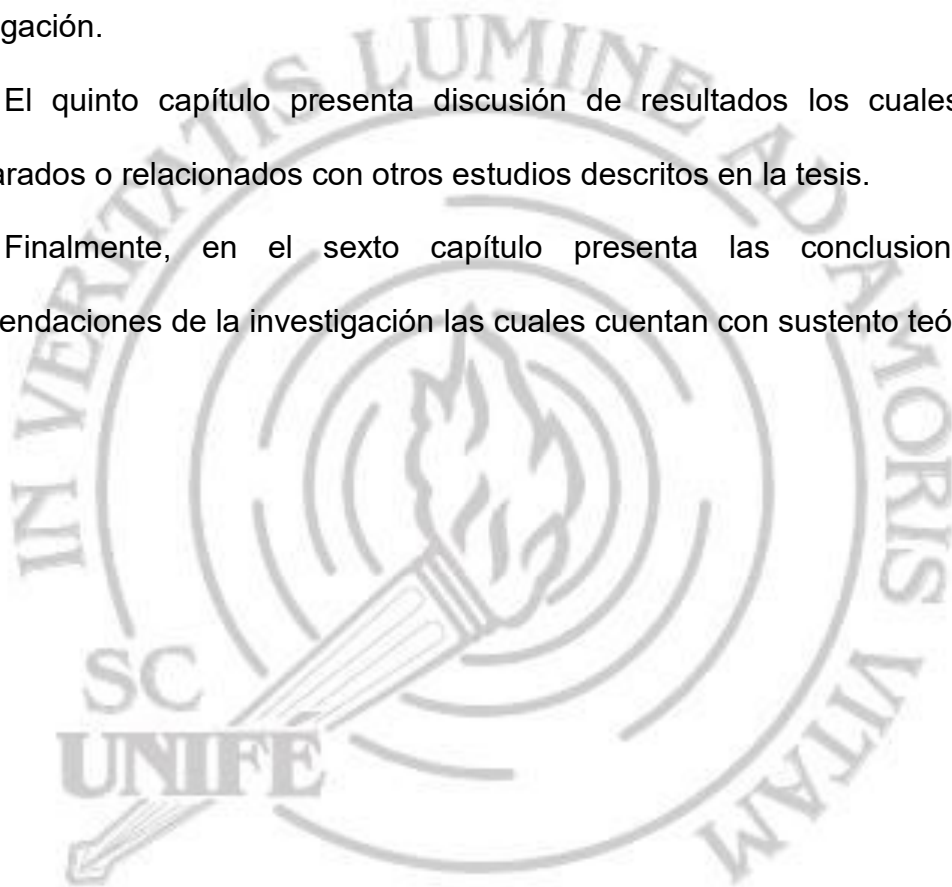 gación.
El quinto capítulo presenta discusión de resultados los cuales
arados o relacionados con otros estudios descritos en la tesis.
Finalmente, en el sexto capítulo presenta las conclusion
endaciones de la investigación las cuales cuentan con sustento teó
IN VERITATIS LUMINE AD AMORIS VITAM
SC
UNIFE